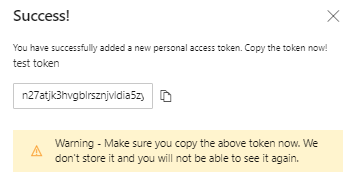 Success!
You have successfully added a new personal access token. Copy the token now!
test token
n27atjk3hvgblrsznjvldia5zy
Warning - Make sure you copy the above token now. We
don't store it and you will not be able to see it again.